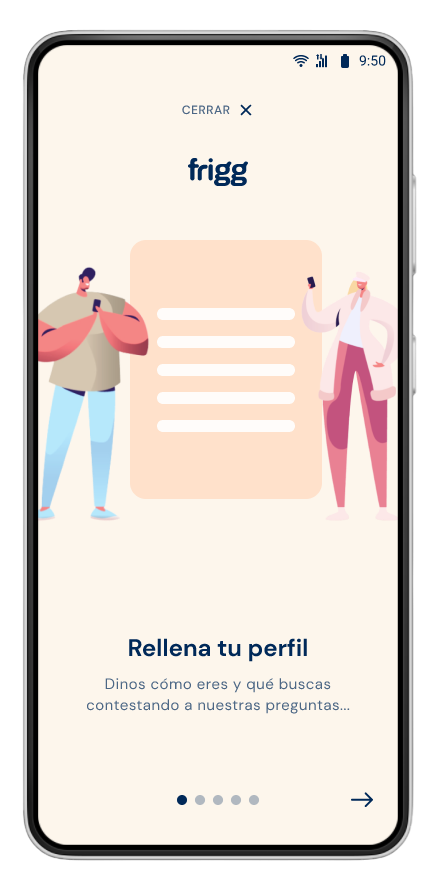 9:50
CERRAR
frigg
Rellena tu perfil
Dinos cómo eres y qué buscas
contestando a nuestras preguntas...